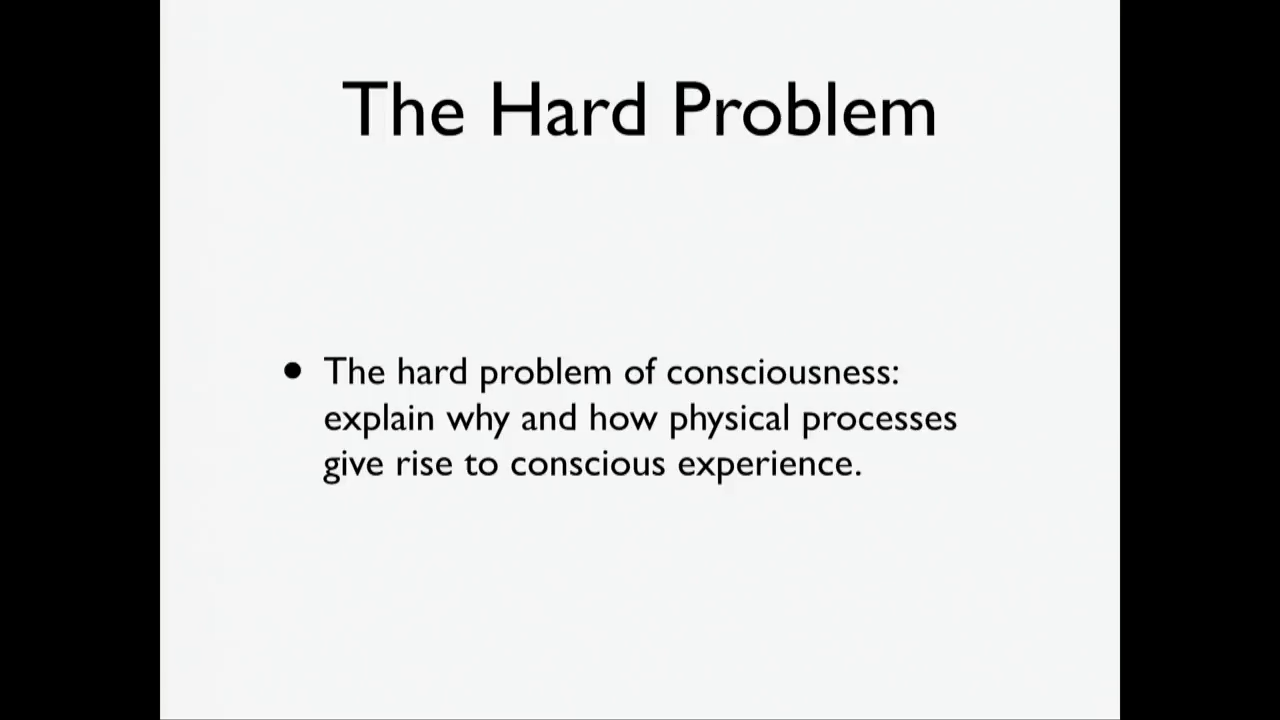 The Hard Problem
• The hard problem of consciousness:
explain why and how physical processes
give rise to conscious experience.